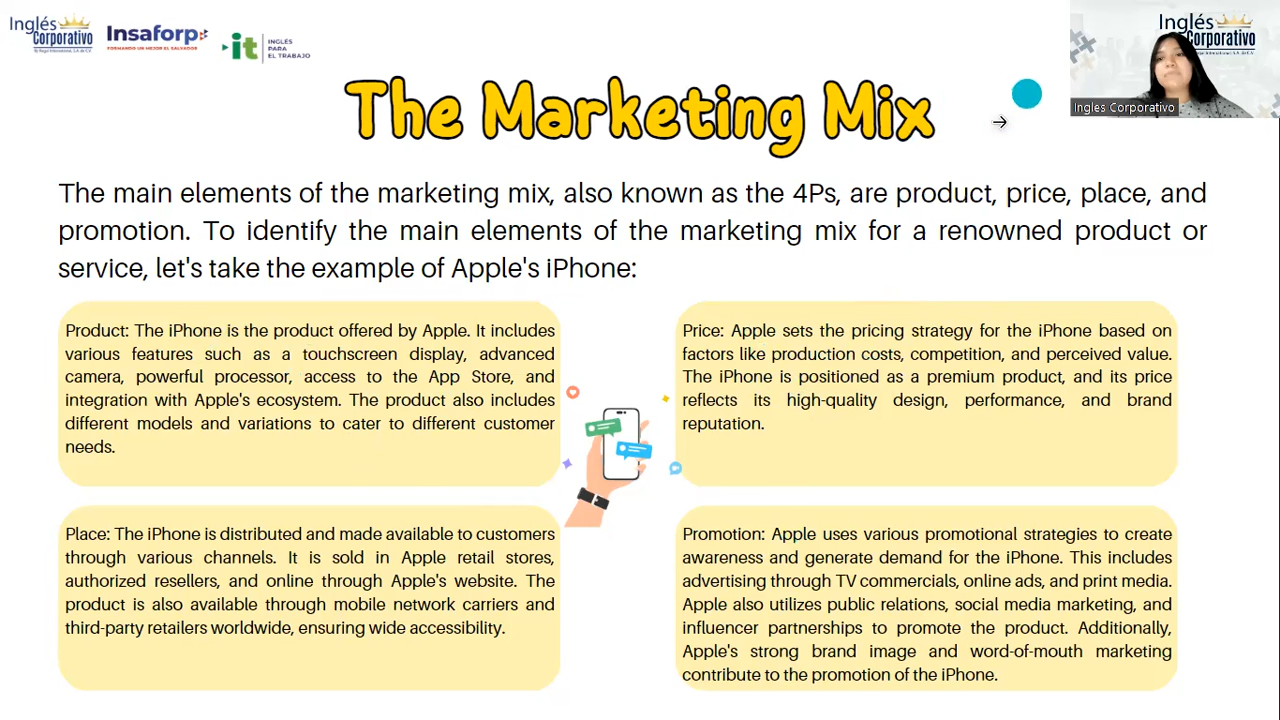 Inglés
Corporativo
Insaforp
FORMANDO UN MEJOR EL SALVADOR
it
INGLÉS
PARA
EL TRABAJO
Inglés
Corporativo
Ingles Corporativo
The Marketing Mix
The main elements of the marketing mix, also known as the 4Ps, are product, price, place, and
promotion. To identify the main elements of the marketing mix for a renowned product or
service, let's take the example of Apple's iPhone:
Product: The iPhone is the product offered by Apple. It includes
various features such as a touchscreen display, advanced
camera, powerful processor, access to the App Store, and
integration with Apple's ecosystem. The product also includes
different models and variations to cater to different customer
needs.
Price: Apple sets the pricing strategy for the iPhone based on
factors like production costs, competition, and perceived value.
The iPhone is positioned as a premium product, and its price
reflects its high-quality design, performance, and brand
reputation.
Place: The iPhone is distributed and made available to customers
through various channels. It is sold in Apple retail stores,
authorized resellers, and online through Apple's website. The
product is also available through mobile network carriers and
third-party retailers worldwide, ensuring wide accessibility.
Promotion: Apple uses various promotional strategies to create
awareness and generate demand for the iPhone. This includes
advertising through TV commercials, online ads, and print media.
Apple also utilizes public relations, social media marketing, and
influencer partnerships to promote the product. Additionally,
Apple's strong brand image and word-of-mouth marketing
contribute to the promotion of the iPhone.